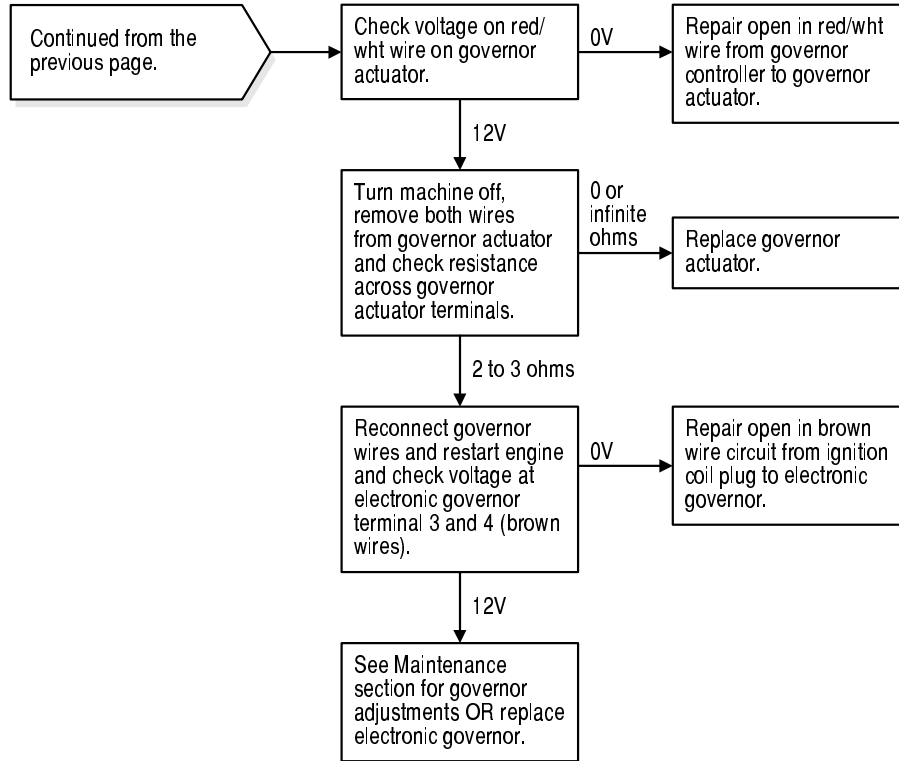 Continued from the
previous page.
Check voltage on red/
wht wire on governor
actuator.
0V
Repair open in red/wht
wire from governor
controller to governor
actuator.
12V
Turn machine off,
remove both wires
from governor actuator
and check resistance
across governor
actuator terminals.
0 or
infinite
ohms
Replace governor
actuator.
2 to 3 ohms
Reconnect governor
wires and restart engine
and check voltage at
electronic governor
terminal 3 and 4 (brown
wires).
0V
Repair open in brown
wire circuit from ignition
coil plug to electronic
governor.
12V
See Maintenance
section for governor
adjustments OR replace
electronic governor.